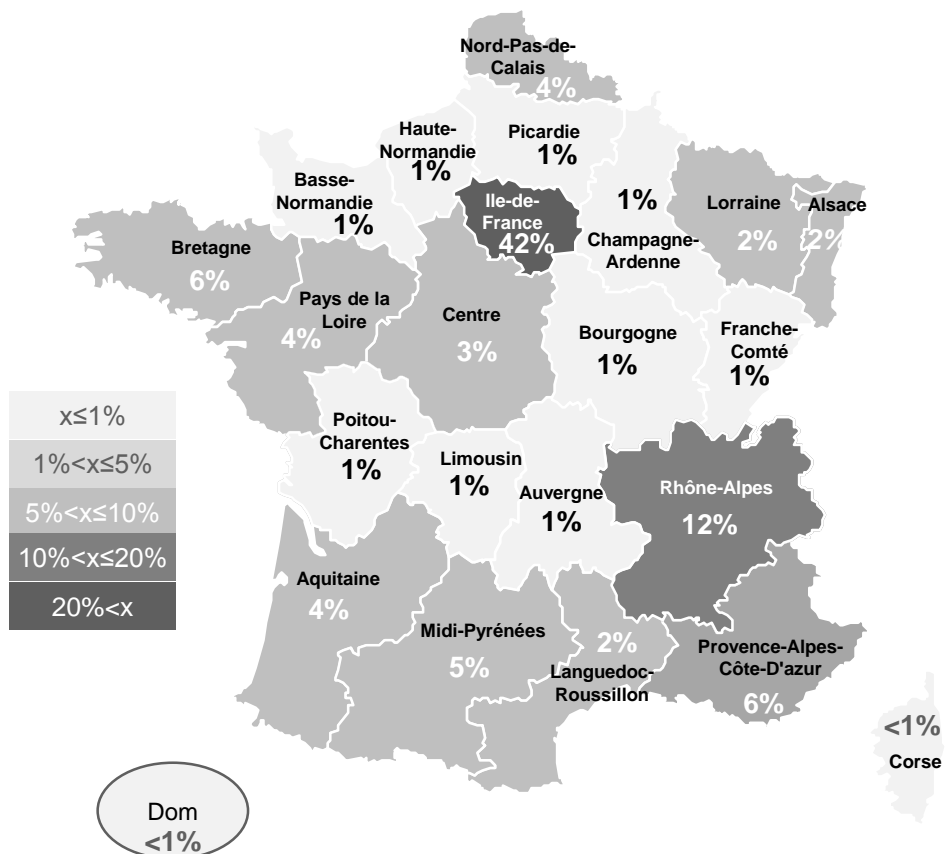 Nord-Pas-de-
Calais
4%
Haute-
Normandie
1%
Picardie
1%
Basse-
Normandie
1%
Ile-de-
France
42%
1%
Champagne-
Ardenne
Lorraine
2%
Alsace
2%
Bretagne
6%
Pays de la
Loire
4%
Centre
3%
Bourgogne
1%
Franche-
Comté
1%
x≤1%
1%<x≤5%
5%<x≤10%
10%<x≤20%
20%<x
Poitou-
Charentes
1%
Limousin
1%
Auvergne
1%
Rhône-Alpes
12%
Aquitaine
4%
Midi-Pyrénées
5%
2%
Languedoc-
Roussillon
Provence-Alpes-
Côte-D'azur
6%
<1%
Corse
Dom
<1%